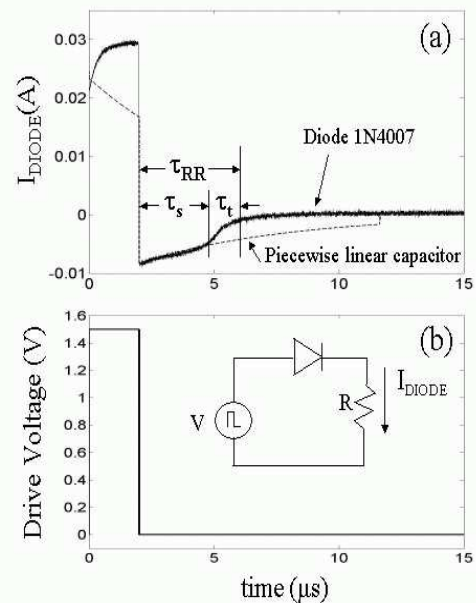 (a)
0.03
0.02
0.01
0
-0.01
I_DIODE(A)
τ_RR
τ_s
τ_t
Diode 1N4007
Piecewise linear capacitor
0 5 10 15
μs
(b)
1.6
1.4
1.2
1
0.8
0.6
0.4
0.2
0
Drive Voltage (V)
V
R
I_DIODE
0 5 10 15
time (μs)